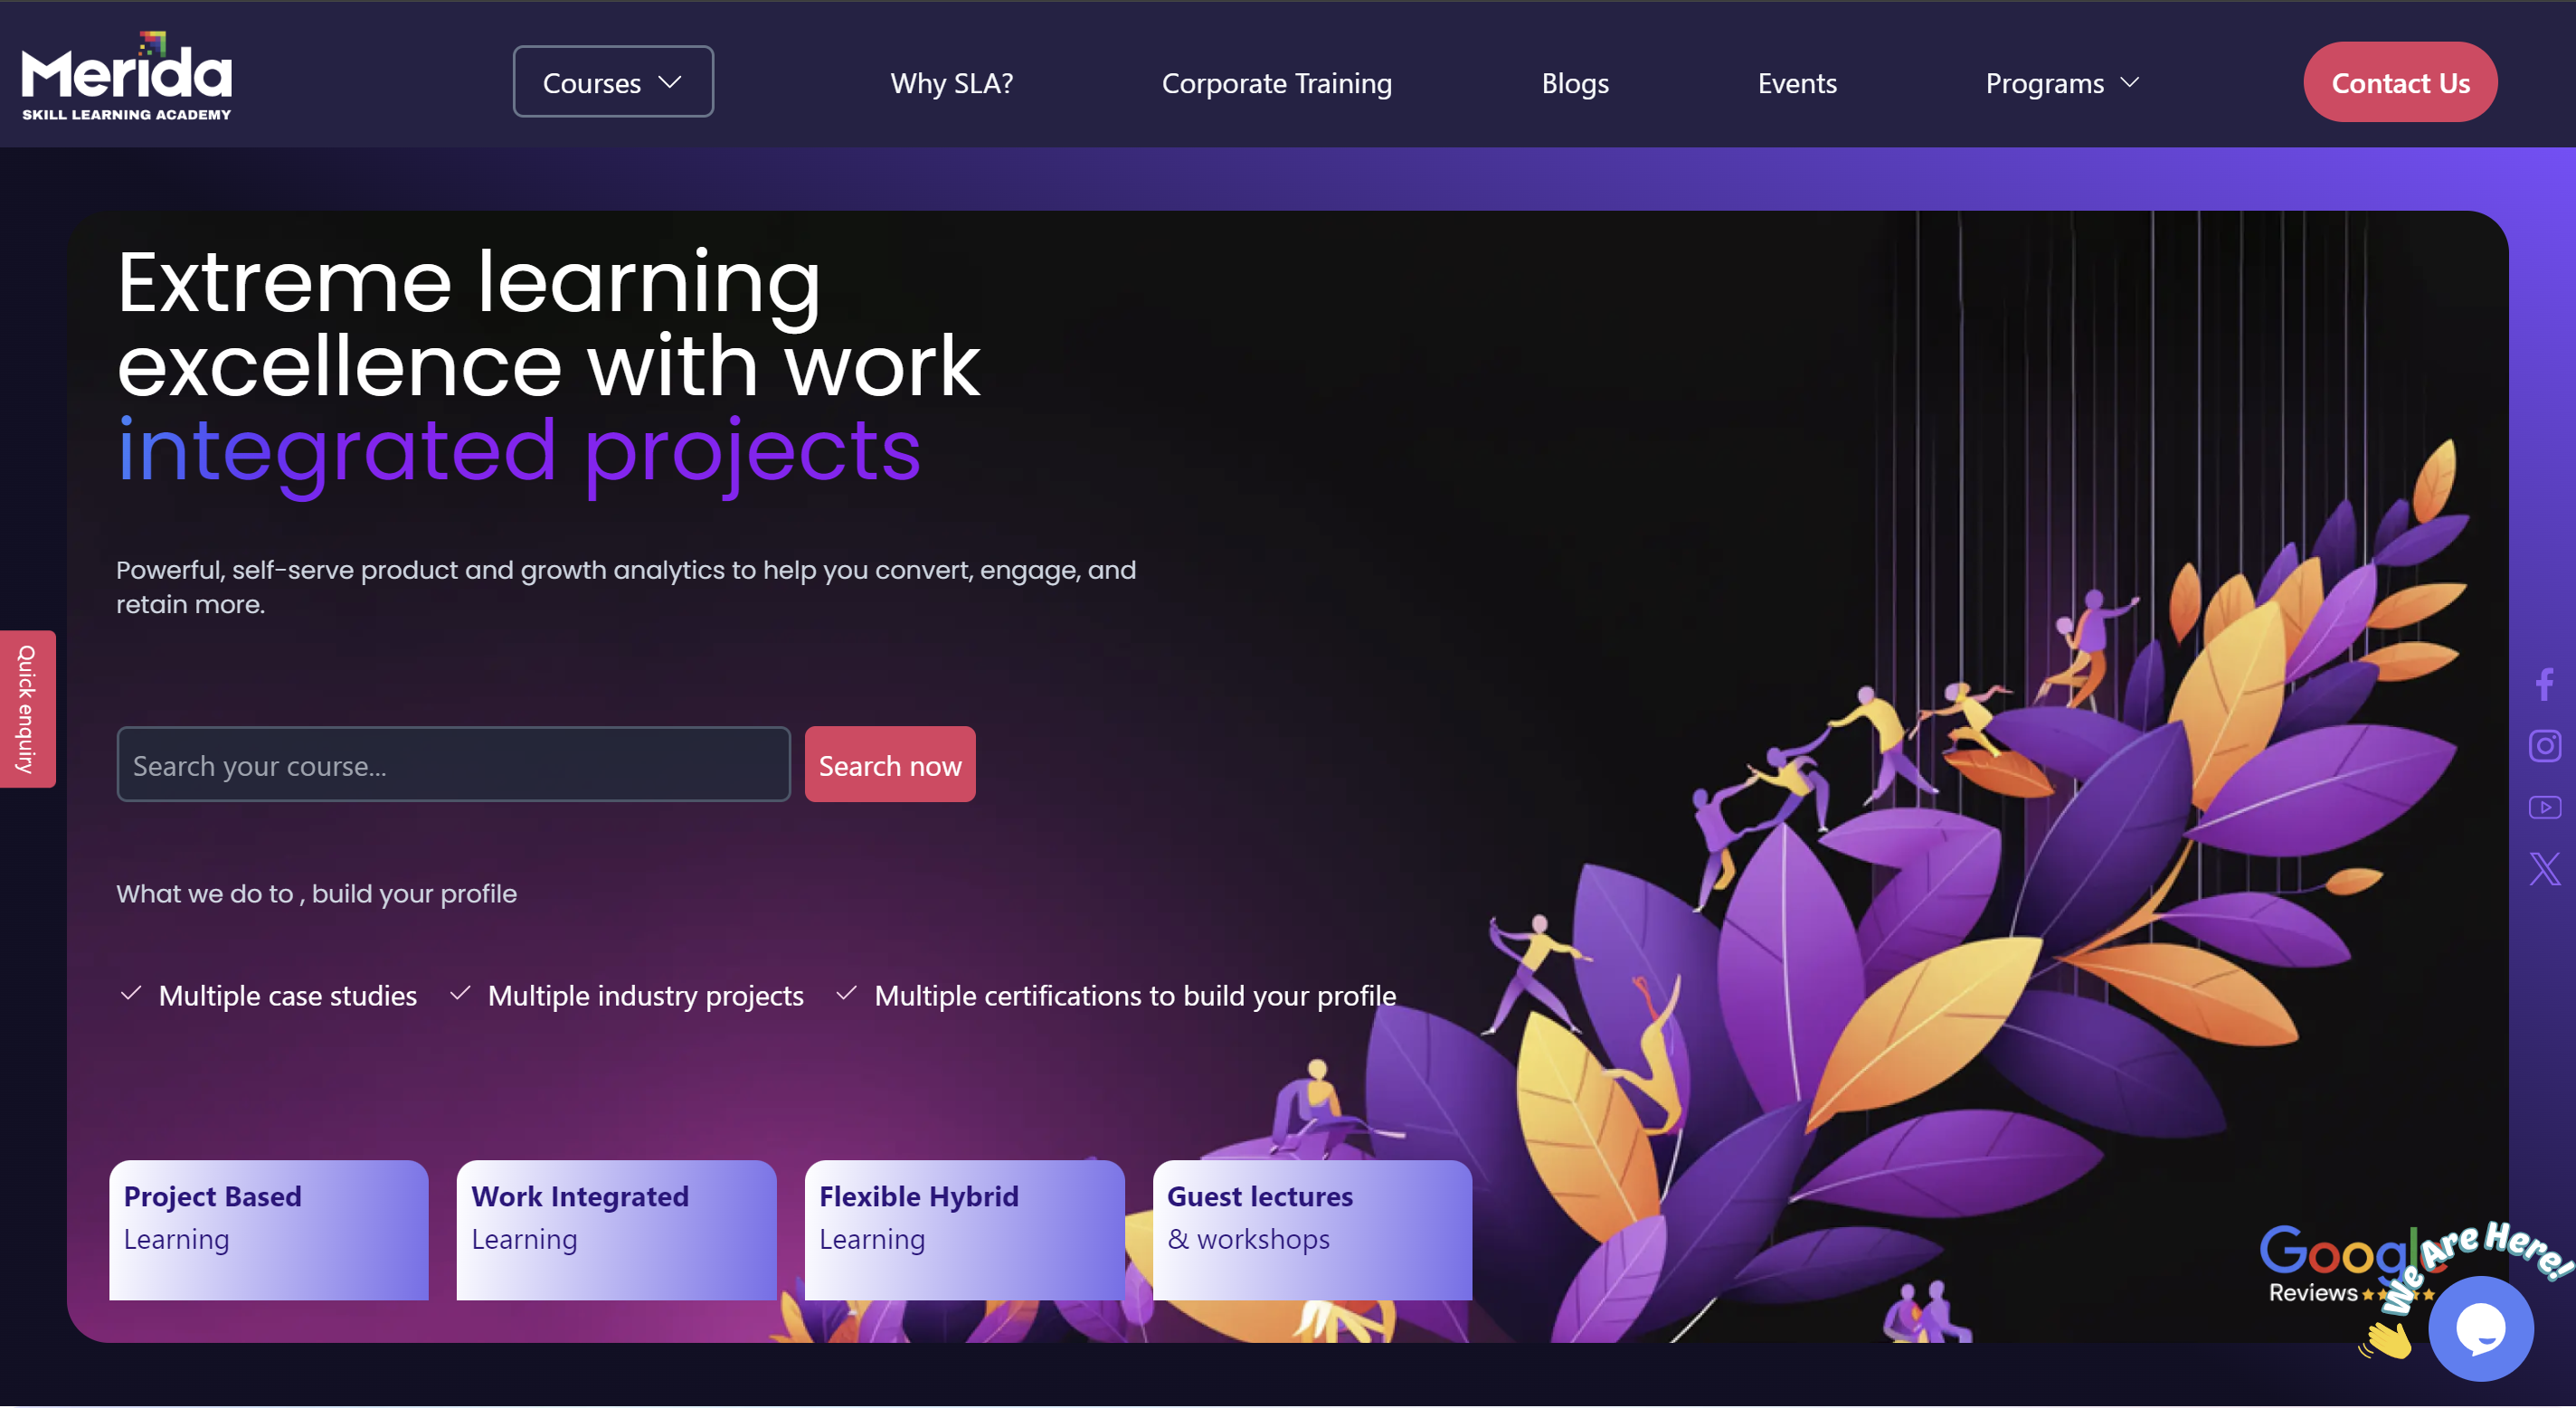 Merida
SKILL LEARNING ACADEMY
Courses
Why SLA?
Corporate Training
Blogs
Events
Programs
Contact Us
Extreme learning
excellence with work
integrated projects
Powerful, self-serve product and growth analytics to help you convert, engage, and
retain more.
Quick enquiry
Search your course...
Search now
What we do to , build your profile
Multiple case studies
Multiple industry projects
Multiple certifications to build your profile
Project Based
Learning
Work Integrated
Learning
Flexible Hybrid
Learning
Guest lectures
& workshops
Google
Reviews
We Are Here!